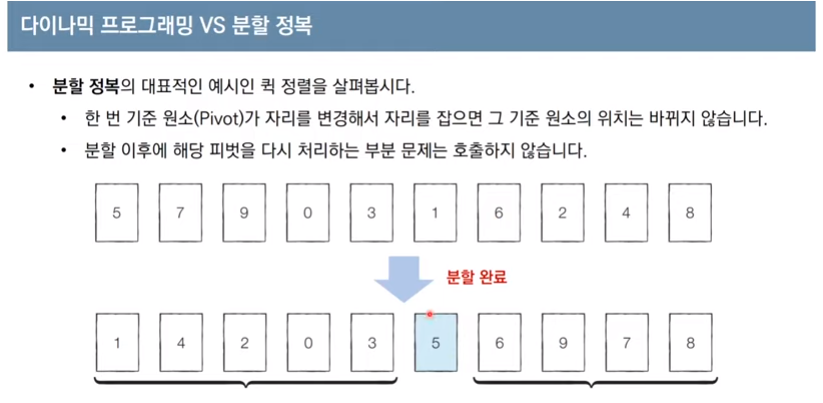 다이나믹 프로그래밍 VS 분할 정복
• 분할 정복의 대표적인 예시인 퀵 정렬을 살펴봅시다.
• 한 번 기준 원소(Pivot)가 자리를 변경해서 자리를 잡으면 그 기준 원소의 위치는 바뀌지 않습니다.
• 분할 이후에 해당 피벗을 다시 처리하는 부분 문제는 호출하지 않습니다.
5 7 9 0 3 1 6 2 4 8
분할 완료
1 4 2 0 3 5 6 9 7 8